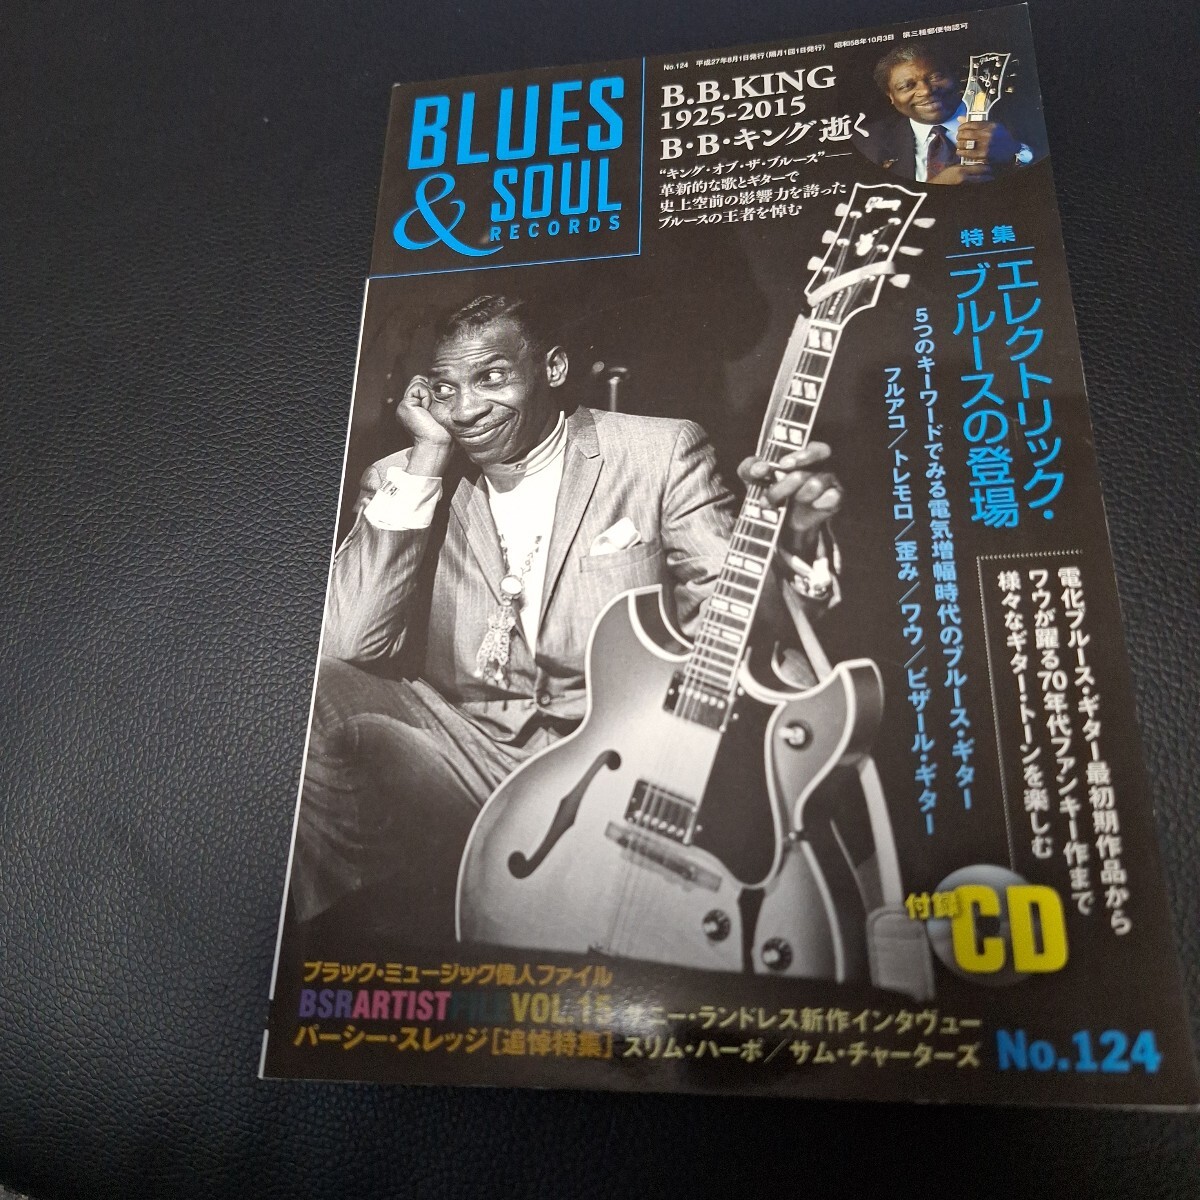 No.124 平成27年8月1日発行(隔月1回1日発行) 昭和58年10月3日 第三種郵便物認可
BLUES
& SOUL
RECORDS
B.B.KING
1925-2015
B・B・キング逝く
“キング・オブ・ザ・ブルース”——
革新的な歌とギターで
史上空前の影響力を誇った
ブルースの王者を悼む
Gibson
Gibson
特集
エレクトリック・
ブルースの登場
5つのキーワードでみる電気増幅時代のブルース・ギター
フルアコ/トレモロ/歪み/ワウ/ビザール・ギター
電化ブルース・ギター最初期作品から
ワウが躍る70年代ファンキー作まで
様々なギター・トーンを楽しむ
付録CD
ブラック・ミュージック偉人ファイル
BSR ARTIST FILE VOL.15
パーシー・スレッジ[追悼特集]
サニー・ランドレス新作インタヴュー
スリム・ハーポ/サム・チャーターズ
No.124